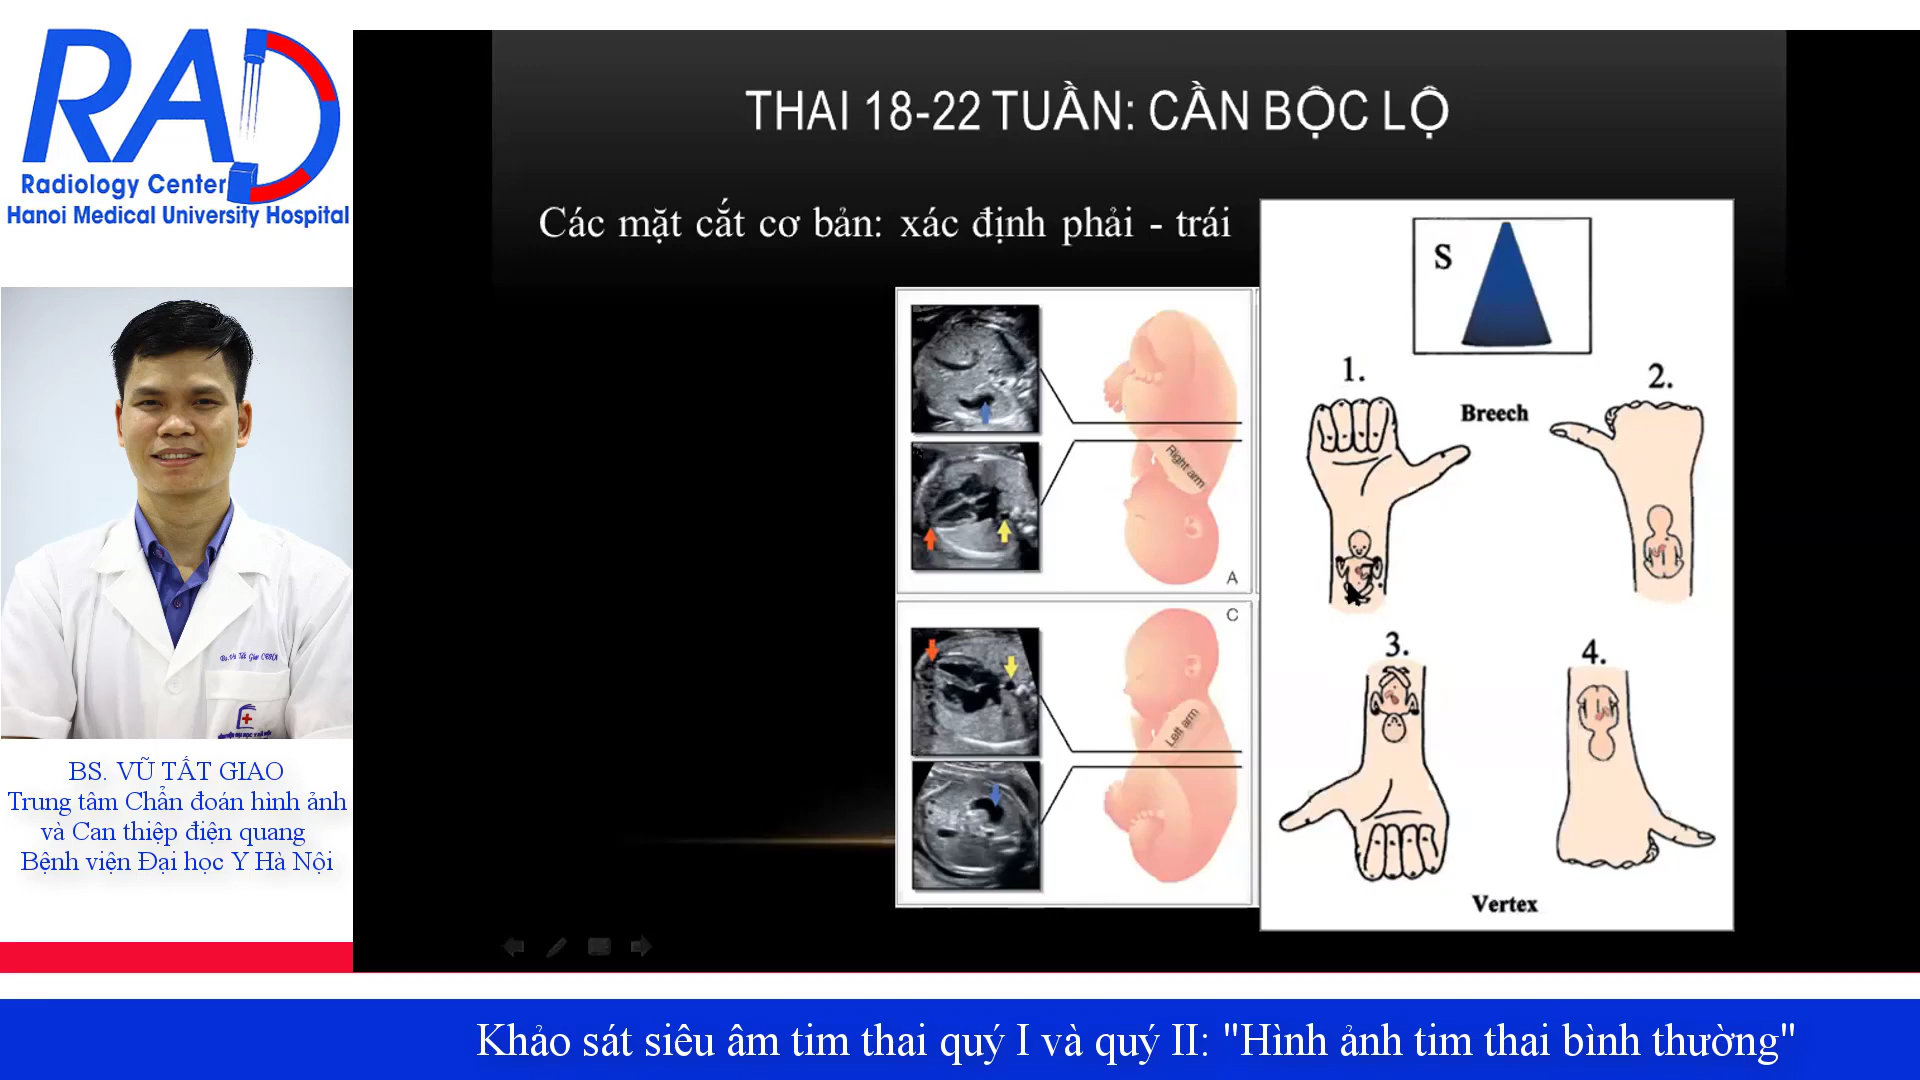 RAD
Radiology Center
Hanoi Medical University Hospital
THAI 18-22 TUẦN: CẦN BỘC LỘ
Các mặt cắt cơ bản: xác định phải - trái
S
1.
2.
Breech
Right arm
A
C
Left arm
3.
4.
Vertex
BS. VŨ TẤT GIAO
Trung tâm Chẩn đoán hình ảnh
và Can thiệp điện quang
Bệnh viện Đại học Y Hà Nội
Khảo sát siêu âm tim thai quý I và quý II: "Hình ảnh tim thai bình thường"